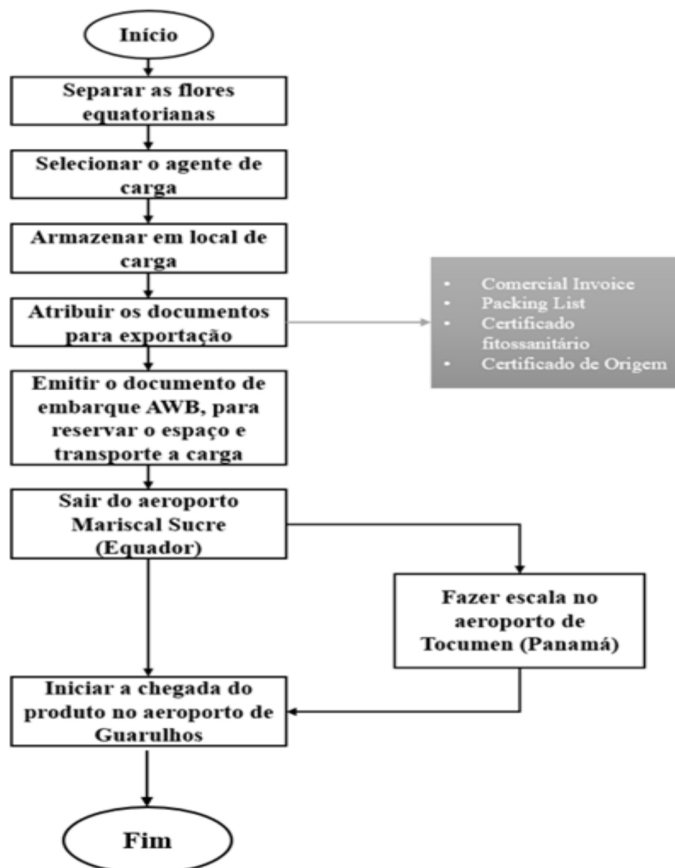 Início
Separar as flores
equatorianas
Selecionar o agente de
carga
Armazenar em local de
carga
Atribuir os documentos
para exportação
• Comercial Invoice
• Packing List
• Certificado
fitossanitário
• Certificado de Origem
Emitir o documento de
embarque AWB, para
reservar o espaço e
transporte a carga
Sair do aeroporto
Mariscal Sucre
(Equador)
Fazer escala no
aeroporto de
Tocumen (Panamá)
Iniciar a chegada do
produto no aeroporto de
Guarulhos
Fim